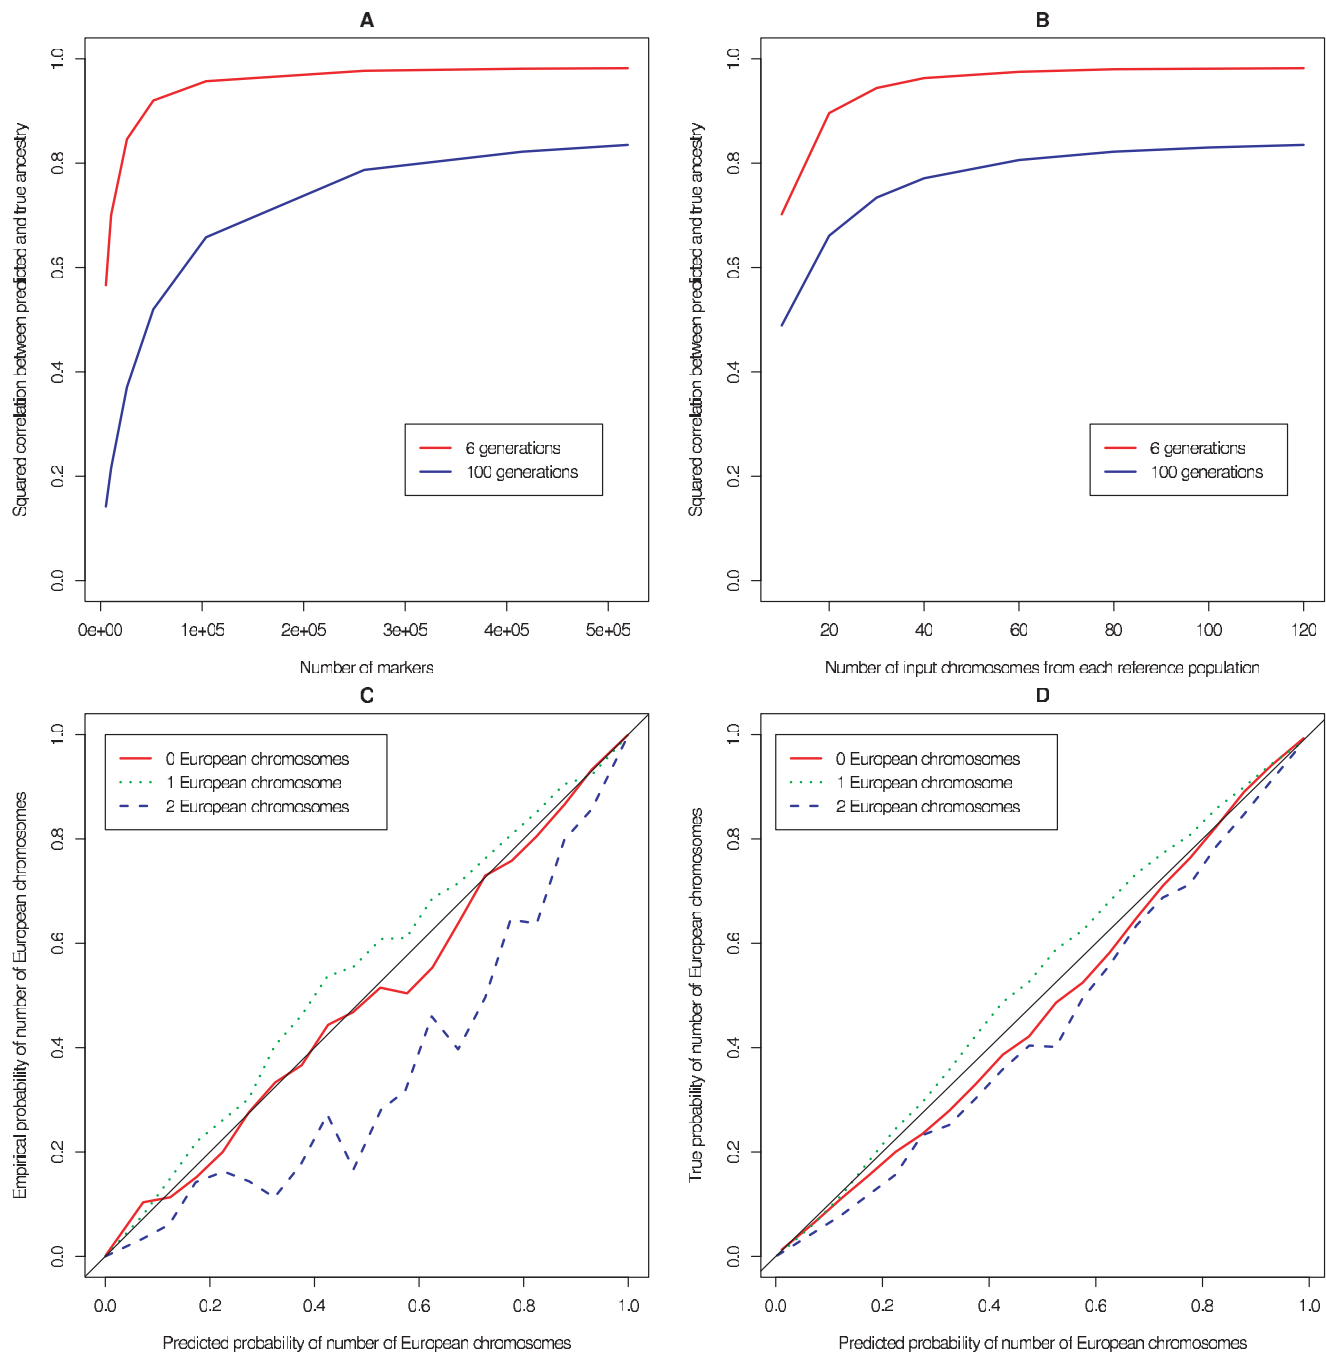 A
Squared correlation between predicted and true ancestry
1.0
0.8
0.6
0.4
0.2
0.0
6 generations
100 generations
0e+00 1e+05 2e+05 3e+05 4e+05 5e+05
Number of markers
B
Squared correlation between predicted and true ancestry
1.0
0.8
0.6
0.4
0.2
0.0
6 generations
100 generations
20 40 60 80 100 120
Number of input chromosomes from each reference population
C
Empirical probability of number of European chromosomes
1.0
0.8
0.6
0.4
0.2
0.0
0 European chromosomes
1 European chromosome
2 European chromosomes
0.0 0.2 0.4 0.6 0.8 1.0
Predicted probability of number of European chromosomes
D
True probability of number of European chromosomes
1.0
0.8
0.6
0.4
0.2
0.0
0 European chromosomes
1 European chromosome
2 European chromosomes
0.0 0.2 0.4 0.6 0.8 1.0
Predicted probability of number of European chromosomes